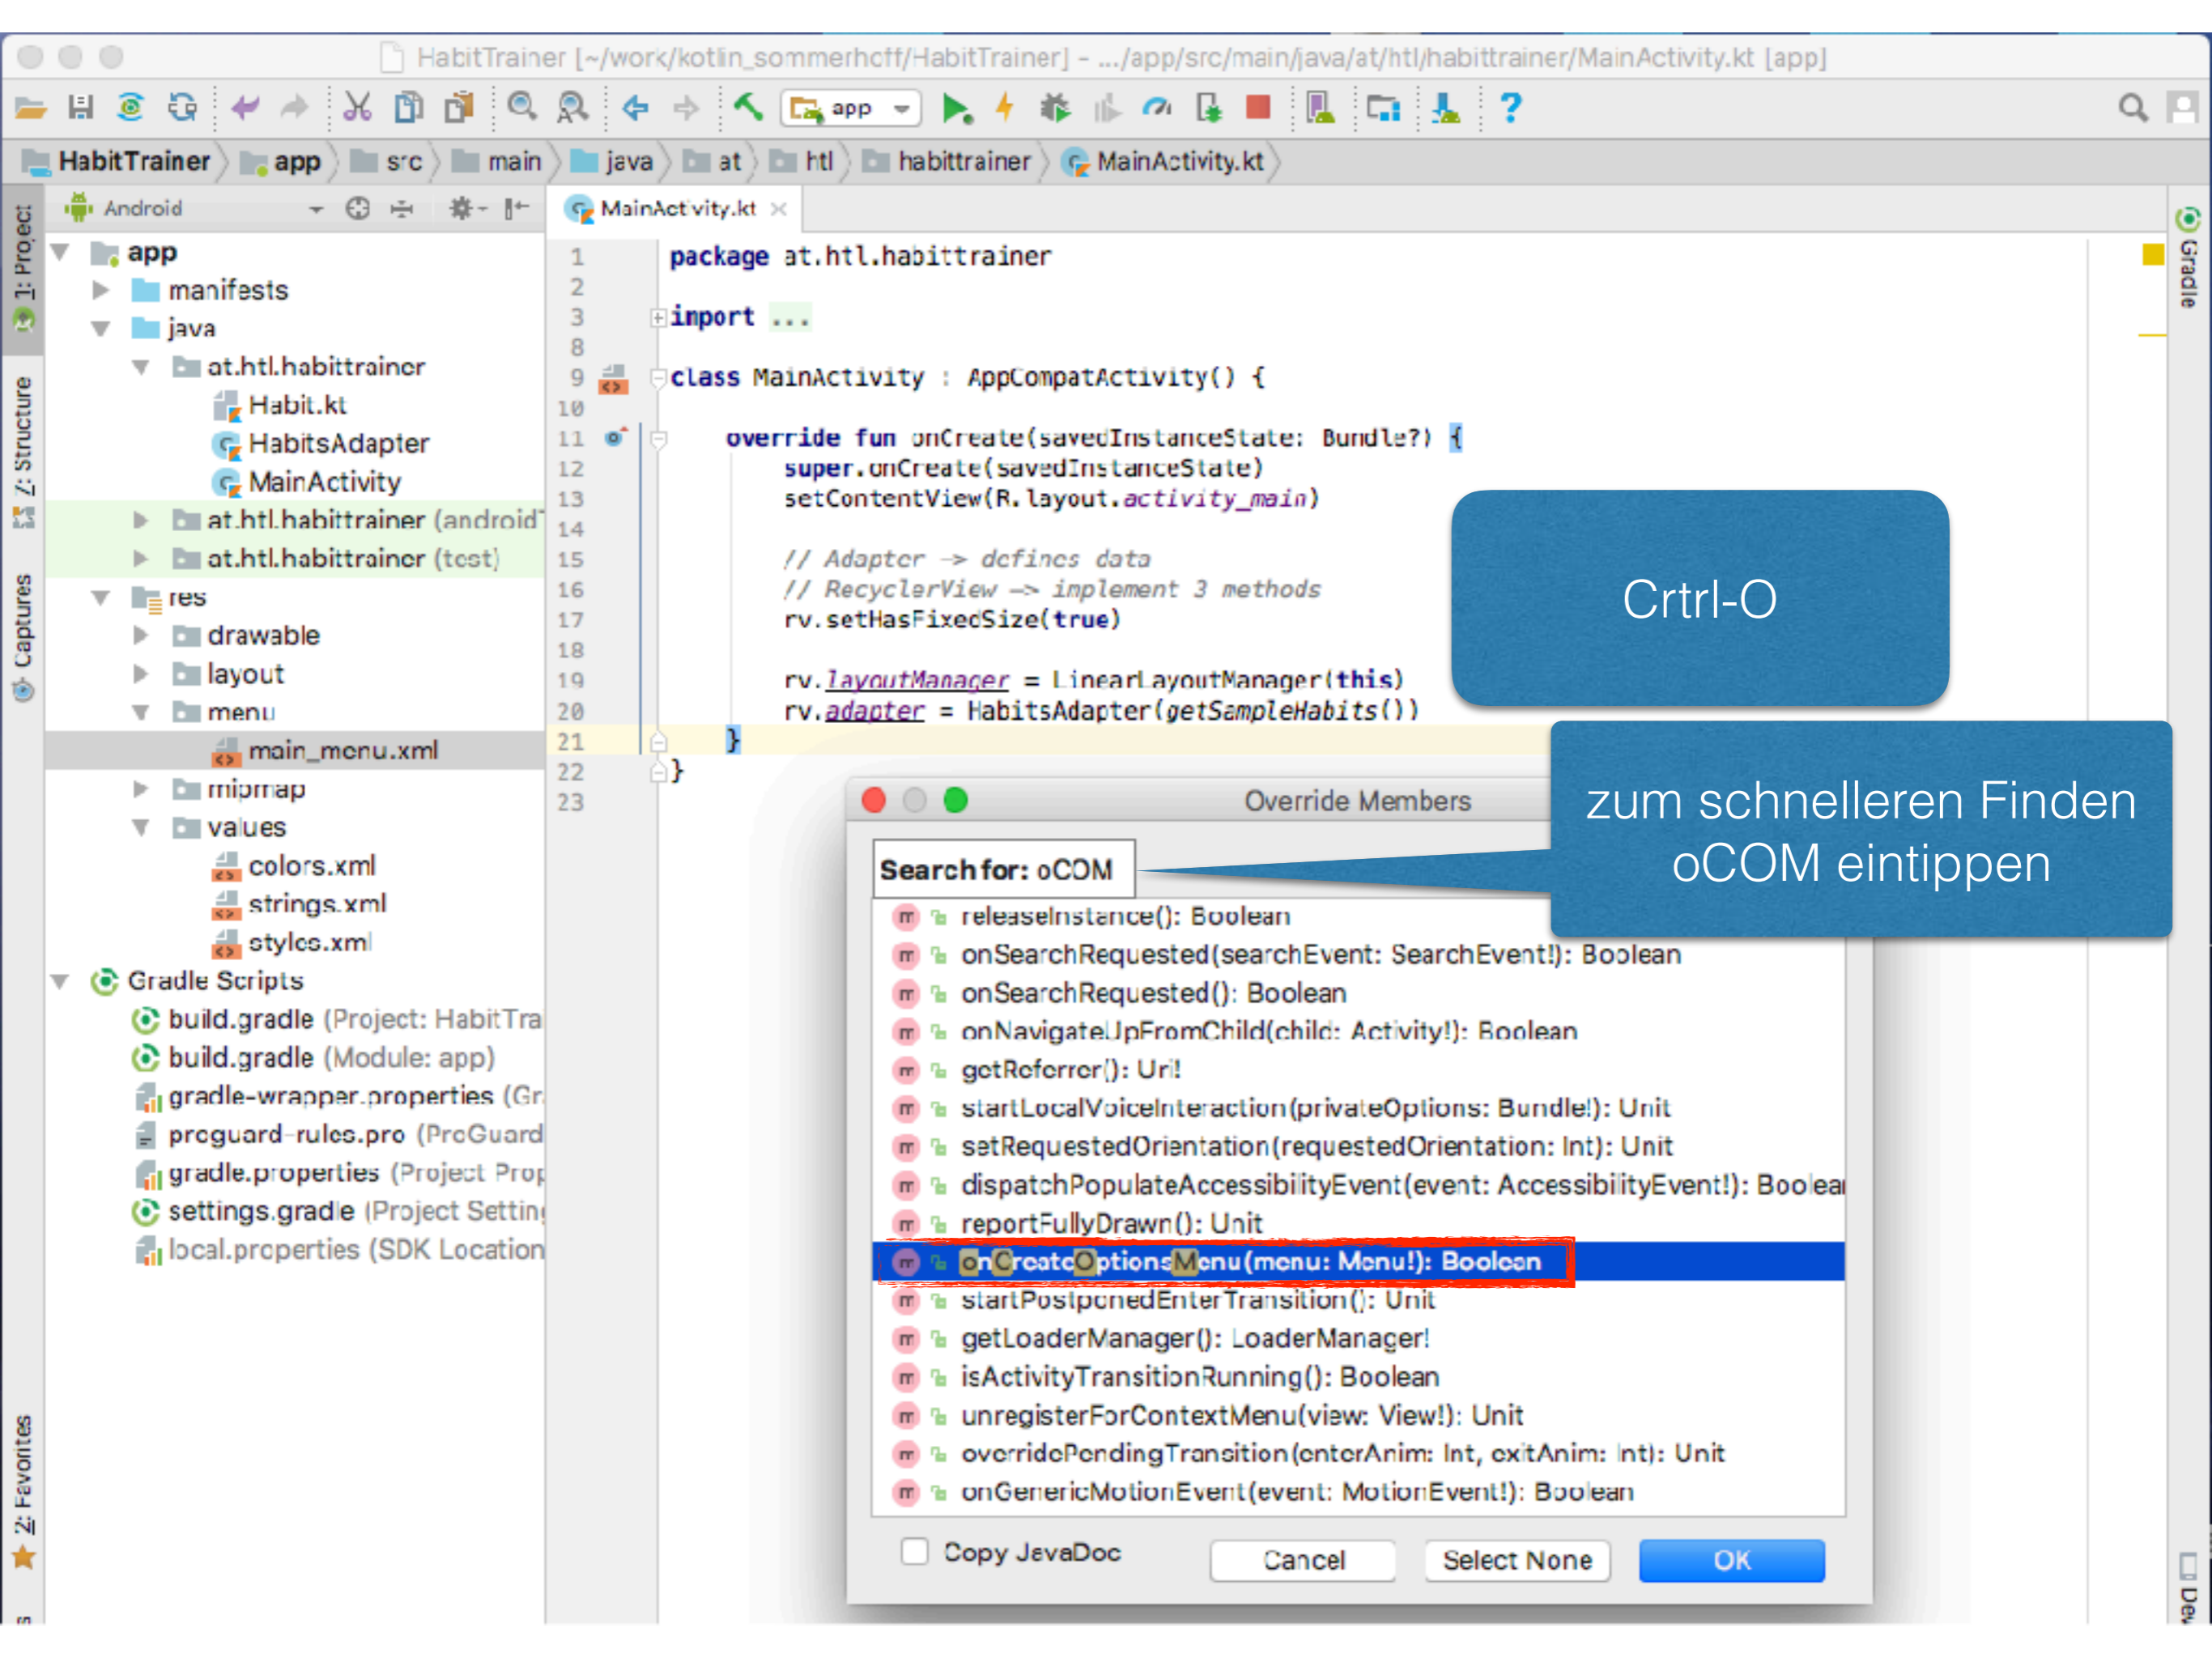 HabitTrainer [~/work/kotlin_sommerhoff/HabitTrainer] - .../app/src/main/java/at/htl/habittrainer/MainActivity.kt [app]
app
HabitTrainer app src main java at htl habittrainer MainActivity.kt
1: Project
Z: Structure
Captures
2: Favorites
Android
app
manifests
java
at.htl.habittrainer
Habit.kt
HabitsAdapter
MainActivity
at.htl.habittrainer (androidT
at.htl.habittrainer (test)
res
drawable
layout
menu
main_menu.xml
mipmap
values
colors.xml
strings.xml
styles.xml
Gradle Scripts
build.gradle (Project: HabitTra
build.gradle (Module: app)
gradle-wrapper.properties (Gr
proguard-rules.pro (ProGuard
gradle.properties (Project Prop
settings.gradle (Project Setting
local.properties (SDK Location
MainActivity.kt
1 package at.htl.habittrainer
2
3 import ...
8
9 class MainActivity : AppCompatActivity() {
10
11 override fun onCreate(savedInstanceState: Bundle?) {
12 super.onCreate(savedInstanceState)
13 setContentView(R.layout.activity_main)
14
15 // Adapter -> defines data
16 // RecyclerView -> implement 3 methods
17 rv.setHasFixedSize(true)
18
19 rv.layoutManager = LinearLayoutManager(this)
20 rv.adapter = HabitsAdapter(getSampleHabits())
21 }
22 }
23
Crtrl-O
zum schnelleren Finden
oCOM eintippen
Override Members
Search for: oCOM
releaseInstance(): Boolean
onSearchRequested(searchEvent: SearchEvent!): Boolean
onSearchRequested(): Boolean
onNavigateUpFromChild(child: Activity!): Boolean
getReferrer(): Uri!
startLocalVoiceInteraction(privateOptions: Bundle!): Unit
setRequestedOrientation(requestedOrientation: Int): Unit
dispatchPopulateAccessibilityEvent(event: AccessibilityEvent!): Boolea
reportFullyDrawn(): Unit
onCreateOptionsMenu(menu: Menu!): Boolean
startPostponedEnterTransition(): Unit
getLoaderManager(): LoaderManager!
isActivityTransitionRunning(): Boolean
unregisterForContextMenu(view: View!): Unit
overridePendingTransition(enterAnim: Int, exitAnim: Int): Unit
onGenericMotionEvent(event: MotionEvent!): Boolean
Copy JavaDoc
Cancel
Select None
OK
Gradle
Dev